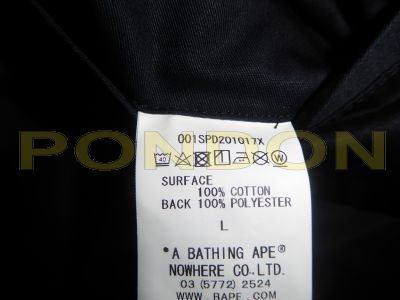 001SPD201017X
PONDON
40 W
SURFACE
100% COTTON
BACK 100% POLYESTER
L
*A BATHING APE®
NOWHERE CO.,LTD.
03 (5772) 2524
WWW.BAPE.COM